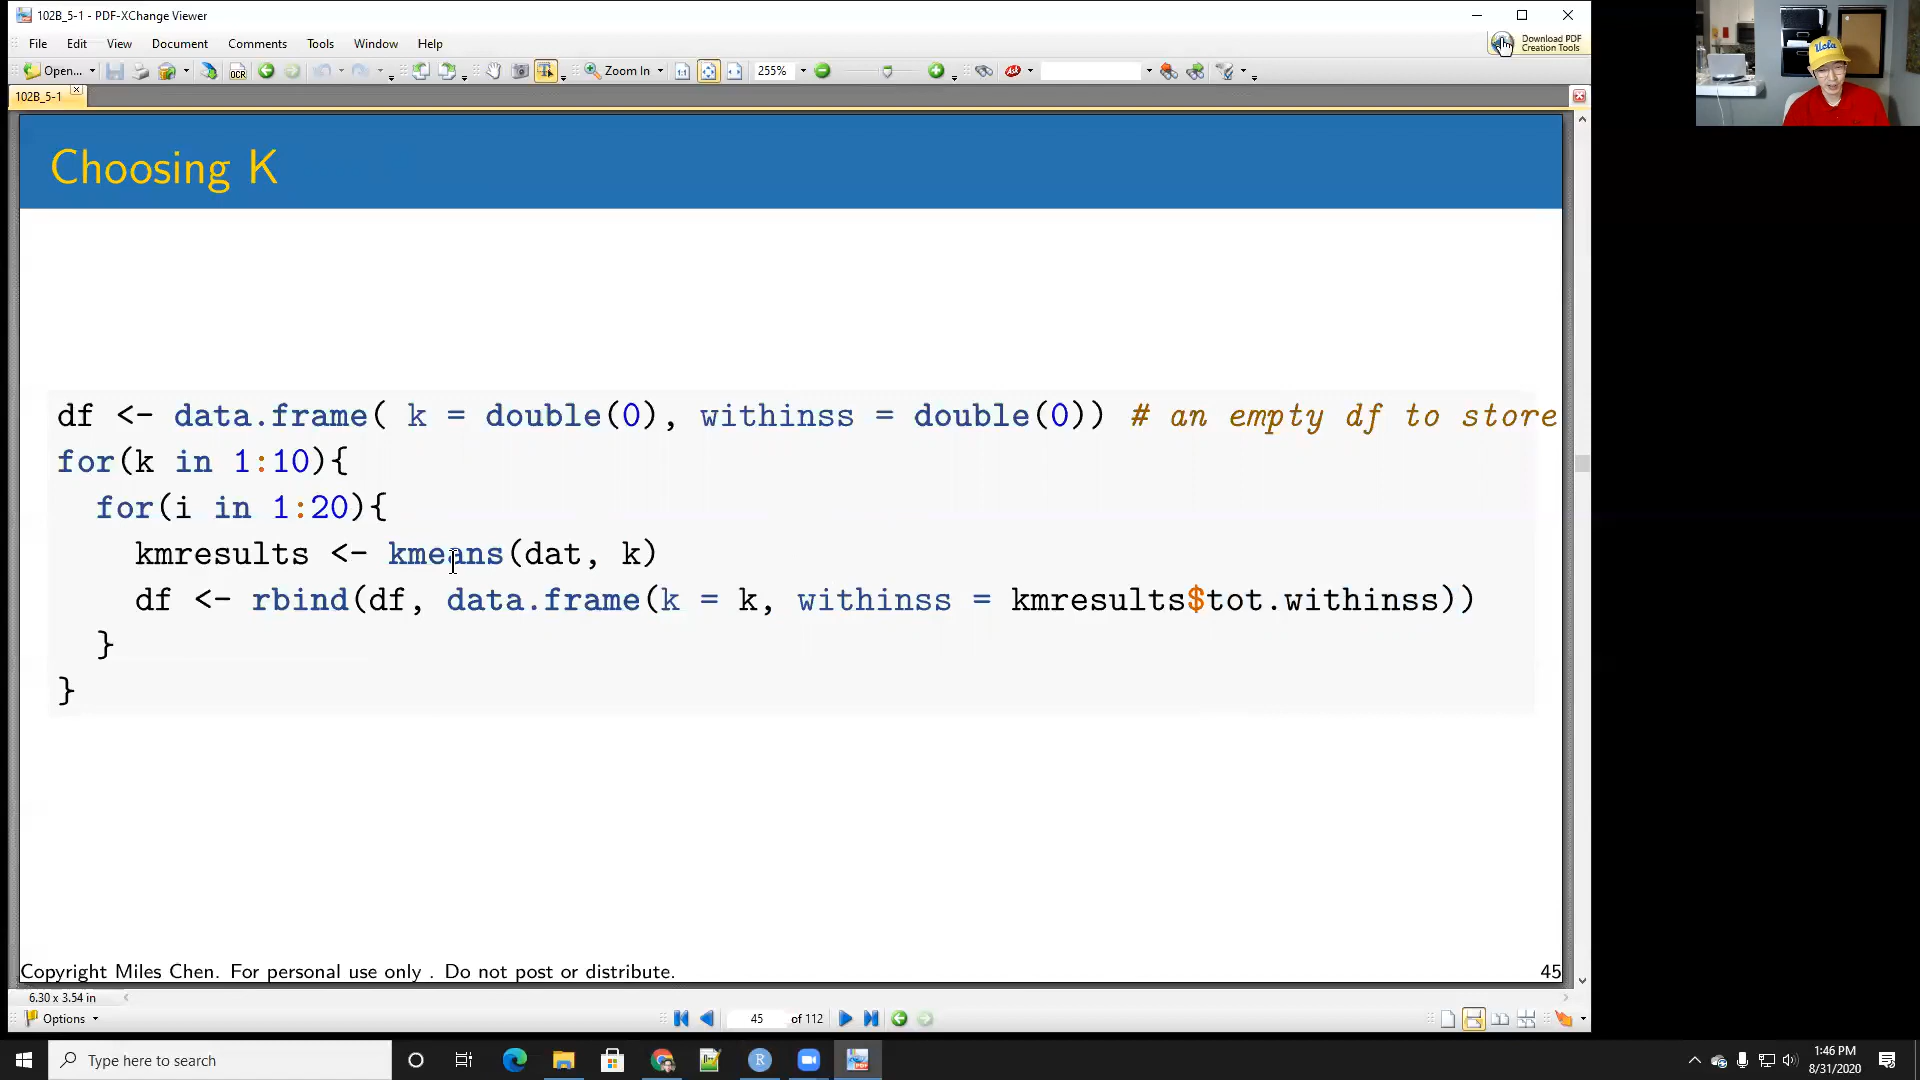 102B_5-1 - PDF-XChange Viewer
File Edit View Document Comments Tools Window Help
Download PDF
Creation Tools
Open... OCR Zoom In 255%
102B_5-1
Ucla
Choosing K
df <- data.frame( k = double(0), withinss = double(0)) # an empty df to store
for(k in 1:10){
for(i in 1:20){
kmresults <- kmeans(dat, k)
df <- rbind(df, data.frame(k = k, withinss = kmresults$tot.withinss))
}
}
Copyright Miles Chen. For personal use only . Do not post or distribute. 45
6.30 x 3.54 in
Options 45 of 112
Type here to search
1:46 PM
8/31/2020